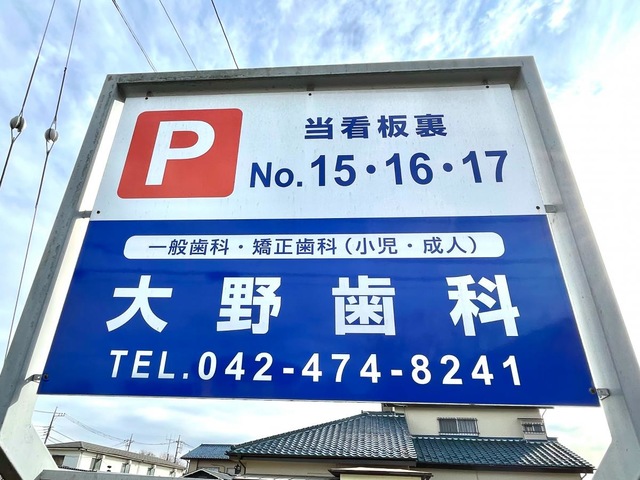 P
当看板裏
No. 15・16・17
一般歯科・矯正歯科（小児・成人）
大野歯科
TEL.042-474-8241